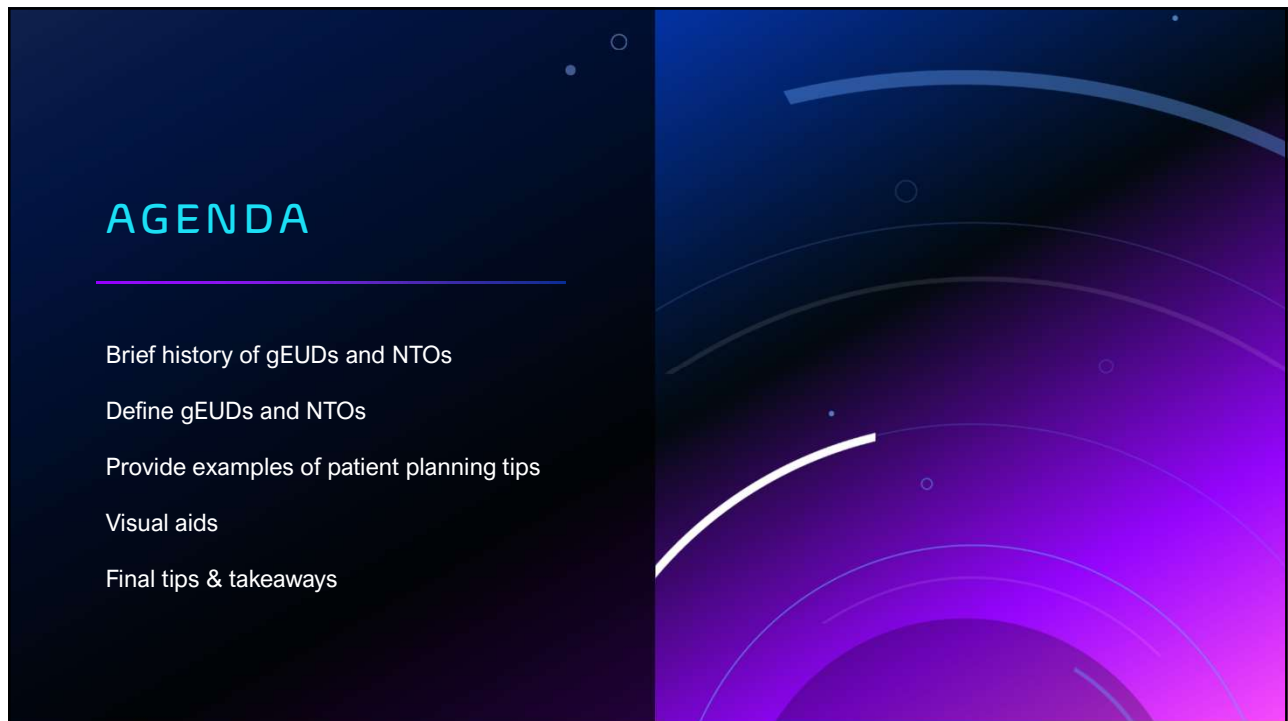 AGENDA
Brief history of gEUDs and NTOs
Define gEUDs and NTOs
Provide examples of patient planning tips
Visual aids
Final tips & takeaways